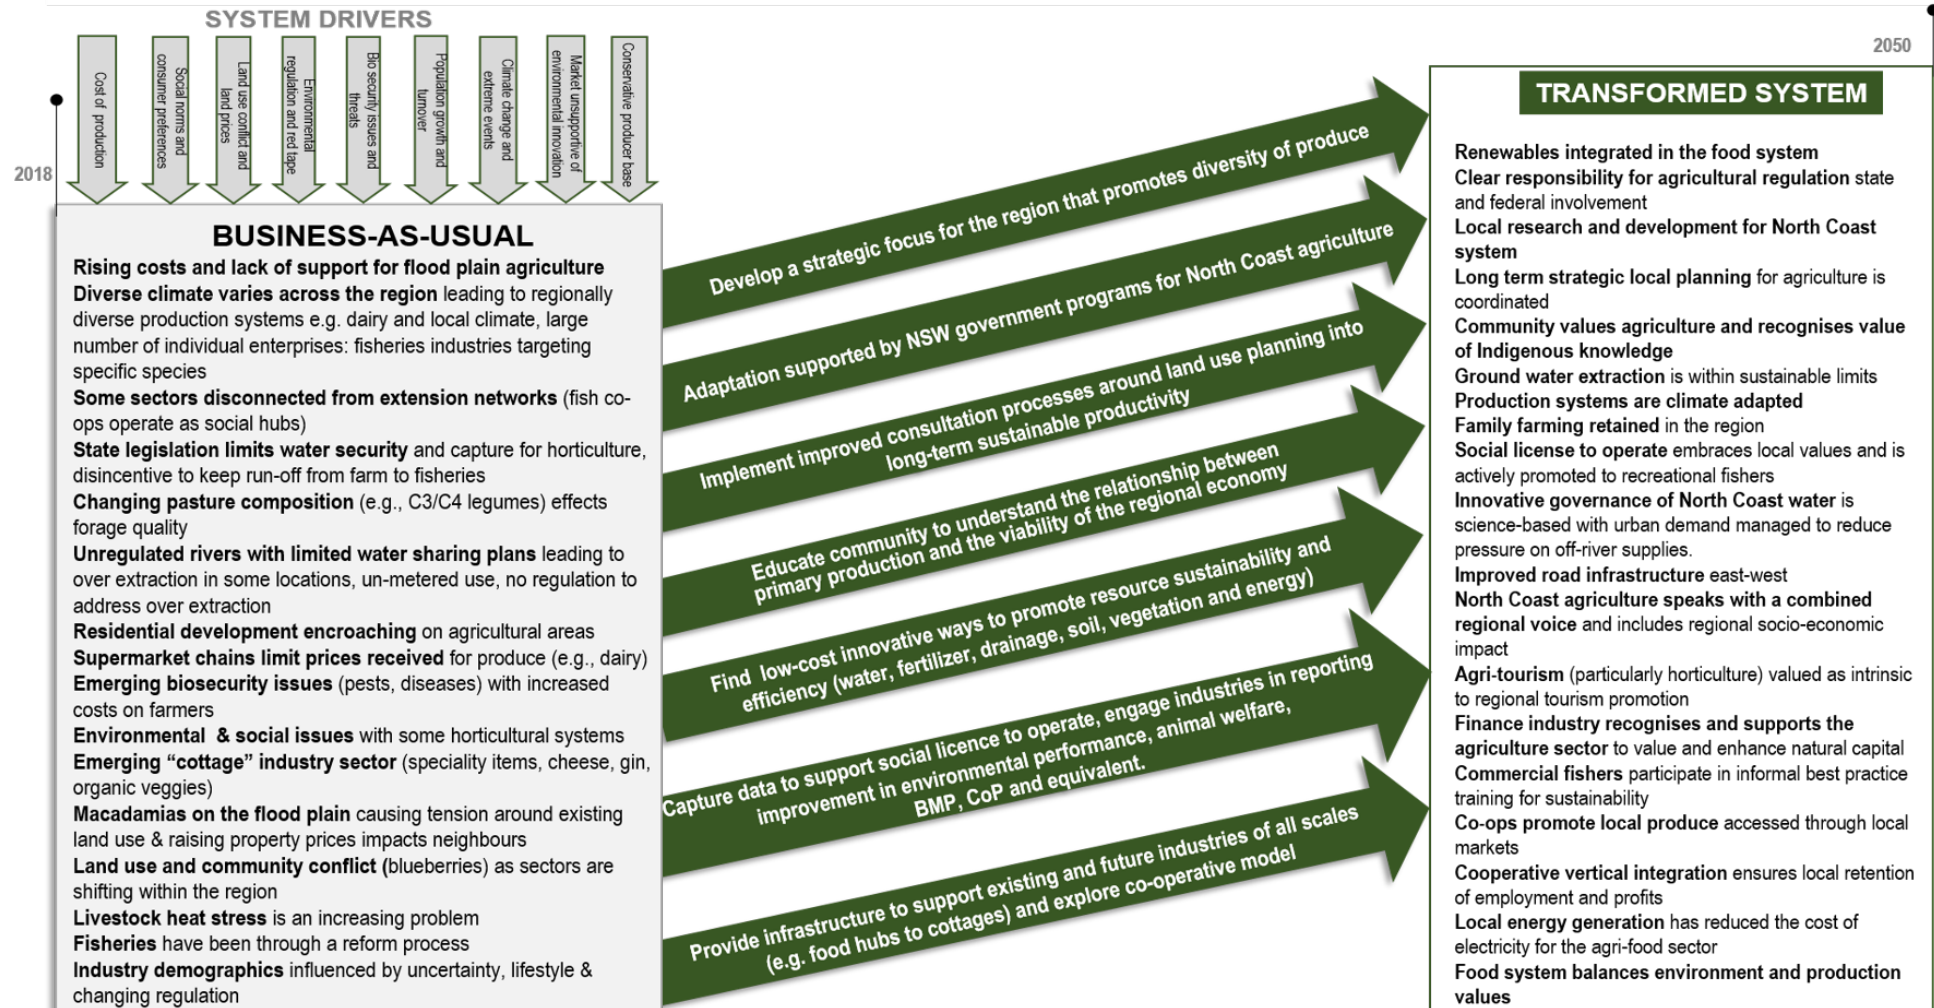 SYSTEM DRIVERS
Cost of production
Social norms and
consumer preferences
Land use conflict and
land prices
Environmental
regulation and red tape
Bio security issues and
threats
Population growth and
turnover
Climate change and
extreme events
Market unsupportive of
environmental innovation
Conservative producer base
2018
2050
BUSINESS-AS-USUAL
Rising costs and lack of support for flood plain agriculture
Diverse climate varies across the region leading to regionally
diverse production systems e.g. dairy and local climate, large
number of individual enterprises: fisheries industries targeting
specific species
Some sectors disconnected from extension networks (fish co-
ops operate as social hubs)
State legislation limits water security and capture for horticulture,
disincentive to keep run-off from farm to fisheries
Changing pasture composition (e.g., C3/C4 legumes) effects
forage quality
Unregulated rivers with limited water sharing plans leading to
over extraction in some locations, un-metered use, no regulation to
address over extraction
Residential development encroaching on agricultural areas
Supermarket chains limit prices received for produce (e.g., dairy)
Emerging biosecurity issues (pests, diseases) with increased
costs on farmers
Environmental & social issues with some horticultural systems
Emerging “cottage” industry sector (speciality items, cheese, gin,
organic veggies)
Macadamias on the flood plain causing tension around existing
land use & raising property prices impacts neighbours
Land use and community conflict (blueberries) as sectors are
shifting within the region
Livestock heat stress is an increasing problem
Fisheries have been through a reform process
Industry demographics influenced by uncertainty, lifestyle &
changing regulation
Develop a strategic focus for the region that promotes diversity of produce
Adaptation supported by NSW government programs for North Coast agriculture
Implement improved consultation processes around land use planning into
long-term sustainable productivity
Educate community to understand the relationship between
primary production and the viability of the regional economy
Find low-cost innovative ways to promote resource sustainability and
efficiency (water, fertilizer, drainage, soil, vegetation and energy)
Capture data to support social licence to operate, engage industries in reporting
improvement in environmental performance, animal welfare,
BMP, CoP and equivalent.
Provide infrastructure to support existing and future industries of all scales
(e.g. food hubs to cottages) and explore co-operative model
TRANSFORMED SYSTEM
Renewables integrated in the food system
Clear responsibility for agricultural regulation state
and federal involvement
Local research and development for North Coast
system
Long term strategic local planning for agriculture is
coordinated
Community values agriculture and recognises value
of Indigenous knowledge
Ground water extraction is within sustainable limits
Production systems are climate adapted
Family farming retained in the region
Social license to operate embraces local values and is
actively promoted to recreational fishers
Innovative governance of North Coast water is
science-based with urban demand managed to reduce
pressure on off-river supplies.
Improved road infrastructure east-west
North Coast agriculture speaks with a combined
regional voice and includes regional socio-economic
impact
Agri-tourism (particularly horticulture) valued as intrinsic
to regional tourism promotion
Finance industry recognises and supports the
agriculture sector to value and enhance natural capital
Commercial fishers participate in informal best practice
training for sustainability
Co-ops promote local produce accessed through local
markets
Cooperative vertical integration ensures local retention
of employment and profits
Local energy generation has reduced the cost of
electricity for the agri-food sector
Food system balances environment and production
values